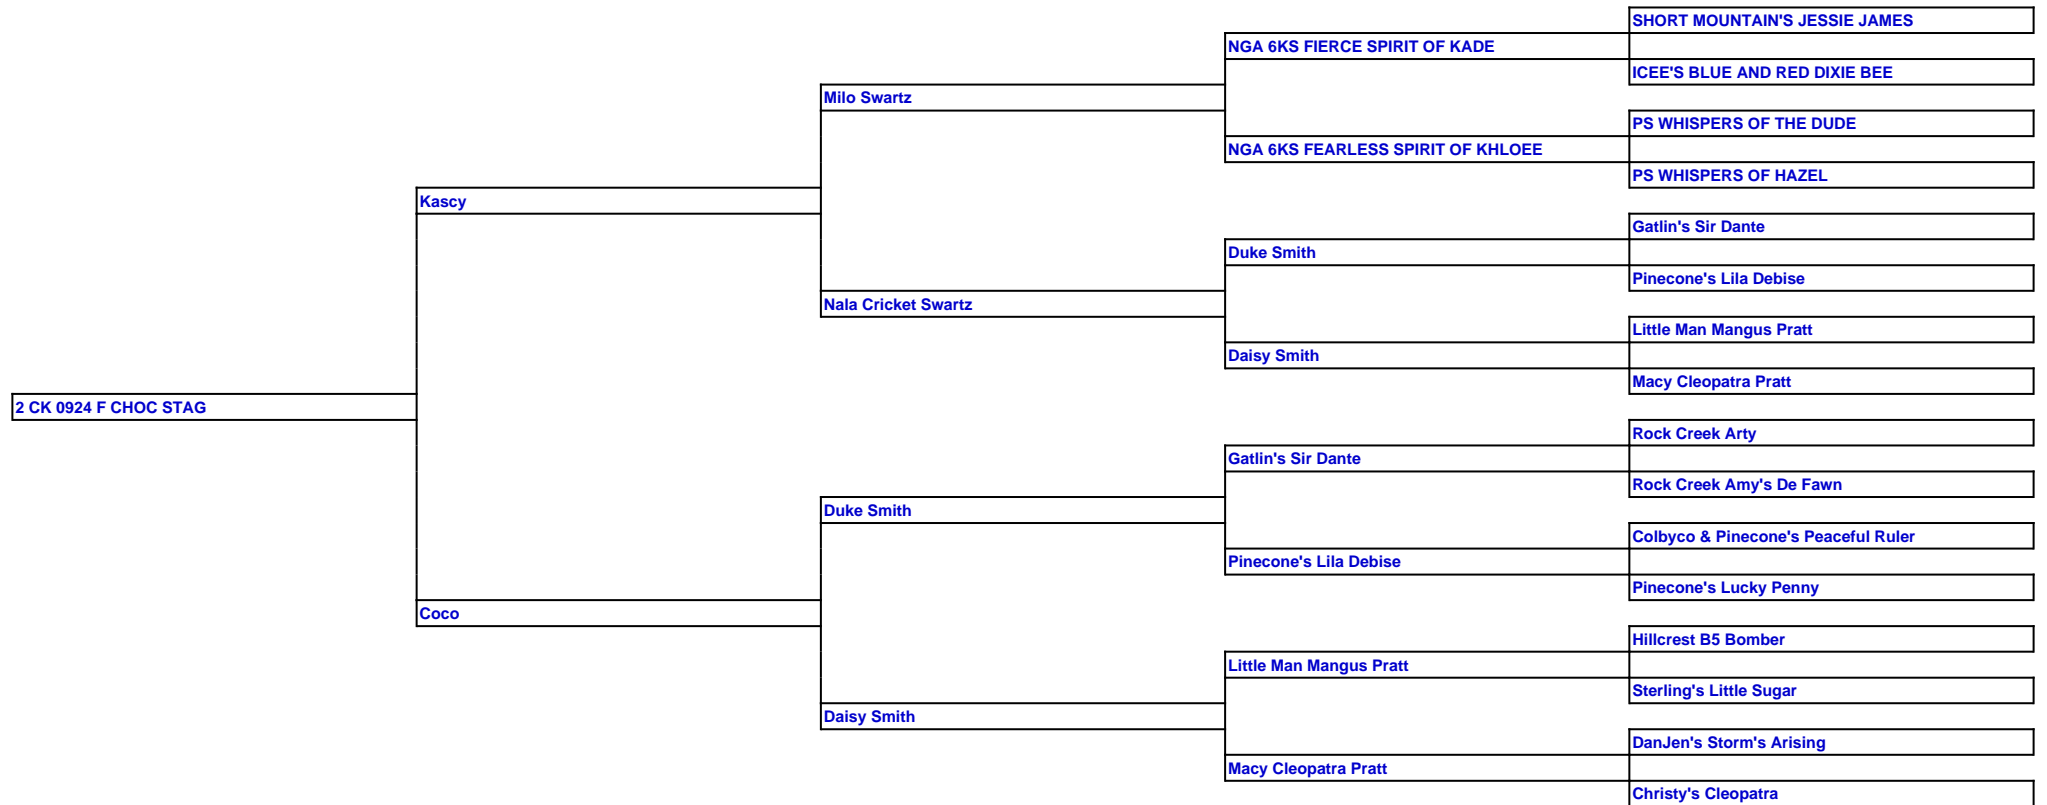 SHORT MOUNTAIN'S JESSIE JAMES
NGA 6KS FIERCE SPIRIT OF KADE
ICEE'S BLUE AND RED DIXIE BEE
Milo Swartz
PS WHISPERS OF THE DUDE
NGA 6KS FEARLESS SPIRIT OF KHLOEE
PS WHISPERS OF HAZEL
Kascy
Gatlin's Sir Dante
Duke Smith
Pinecone's Lila Debise
Nala Cricket Swartz
Little Man Mangus Pratt
Daisy Smith
Macy Cleopatra Pratt
2 CK 0924 F CHOC STAG
Rock Creek Arty
Gatlin's Sir Dante
Rock Creek Amy's De Fawn
Duke Smith
Colbyco & Pinecone's Peaceful Ruler
Pinecone's Lila Debise
Pinecone's Lucky Penny
Coco
Hillcrest B5 Bomber
Little Man Mangus Pratt
Sterling's Little Sugar
Daisy Smith
DanJen's Storm's Arising
Macy Cleopatra Pratt
Christy's Cleopatra